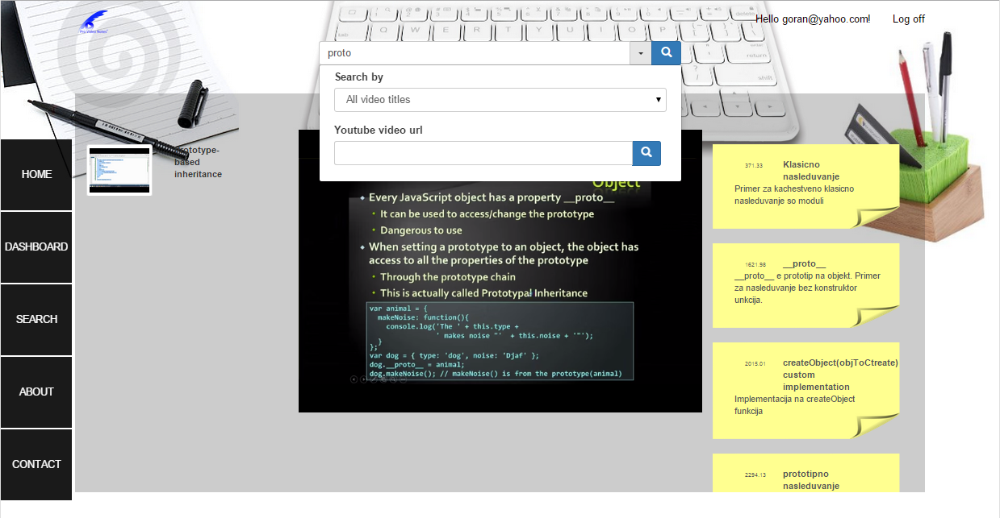 Pro Video Notes
Hello goran@yahoo.com!
Log off
proto
Search by
All video titles
Youtube video url
HOME
DASHBOARD
SEARCH
ABOUT
CONTACT
prototype-
based
inheritance
Object
Every JavaScript object has a property __proto__
It can be used to access/change the prototype
Dangerous to use
When setting a prototype to an object, the object has
access to all the properties of the prototype
Through the prototype chain
This is actually called Prototypal Inheritance
var animal = {
makeNoise: function(){
console.log('The ' + this.type +
' makes noise "' + this.noise + '"');
}
};
var dog = { type: 'dog', noise: 'Djaf' };
dog.__proto__ = animal;
dog.makeNoise(); // makeNoise() is from the prototype(animal)
371.33
Klasicno
nasleduvanje
Primer za kachestveno klasicno
nasleduvanje so moduli
1621.98
__proto__
__proto__ e prototip na objekt. Primer
za nasleduvanje bez konstruktor
unkcija.
2015.01
createObject(objToCtreate)
custom
implementation
Implementacija na createObject
funkcija
2294.13
prototipno
nasleduvanje